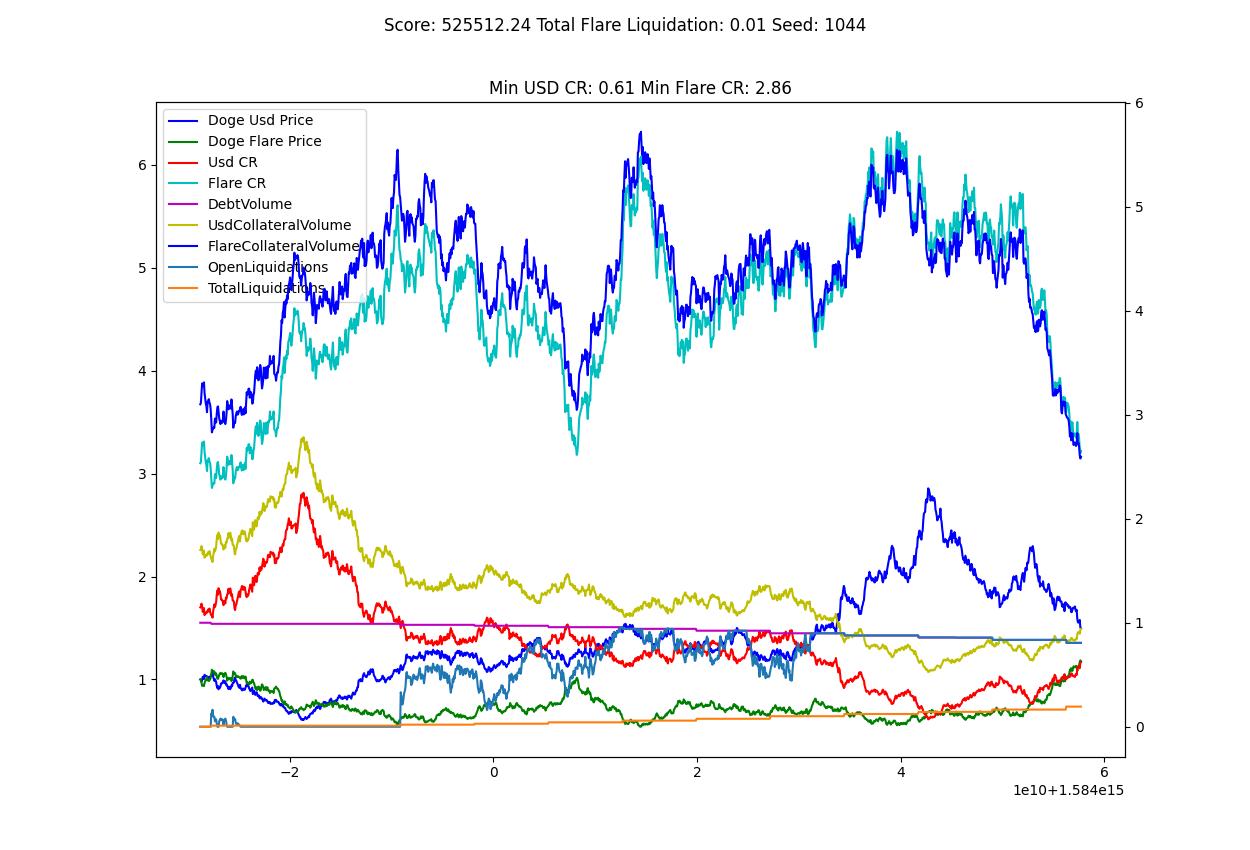 Score: 525512.24 Total Flare Liquidation: 0.01 Seed: 1044
Min USD CR: 0.61 Min Flare CR: 2.86
Doge Usd Price
Doge Flare Price
Usd CR
Flare CR
DebtVolume
UsdCollateralVolume
FlareCollateralVolume
OpenLiquidations
TotalLiquidations
6
5
4
3
2
1
6
5
4
3
2
1
0
−2
0
2
4
6
1e10+1.584e15